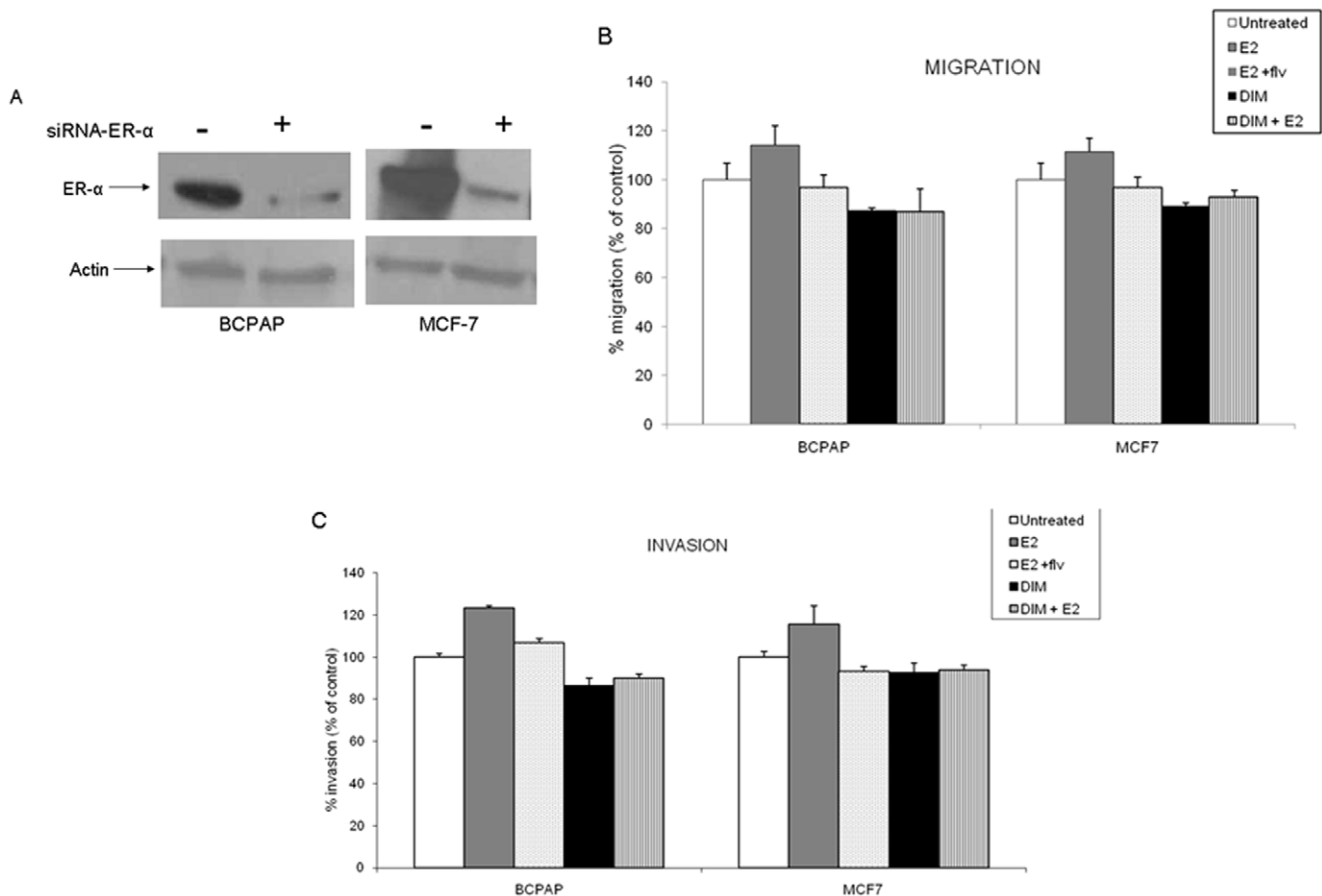 A
siRNA-ER-α - + - +
ER-α
Actin
BCPAP MCF-7
B
MIGRATION
Untreated
E2
E2 +flv
DIM
DIM + E2
% migration (% of control)
140
120
100
80
60
40
20
0
BCPAP MCF7
C
INVASION
Untreated
E2
E2 +flv
DIM
DIM + E2
% invasion (% of control)
140
120
100
80
60
40
20
0
BCPAP MCF7